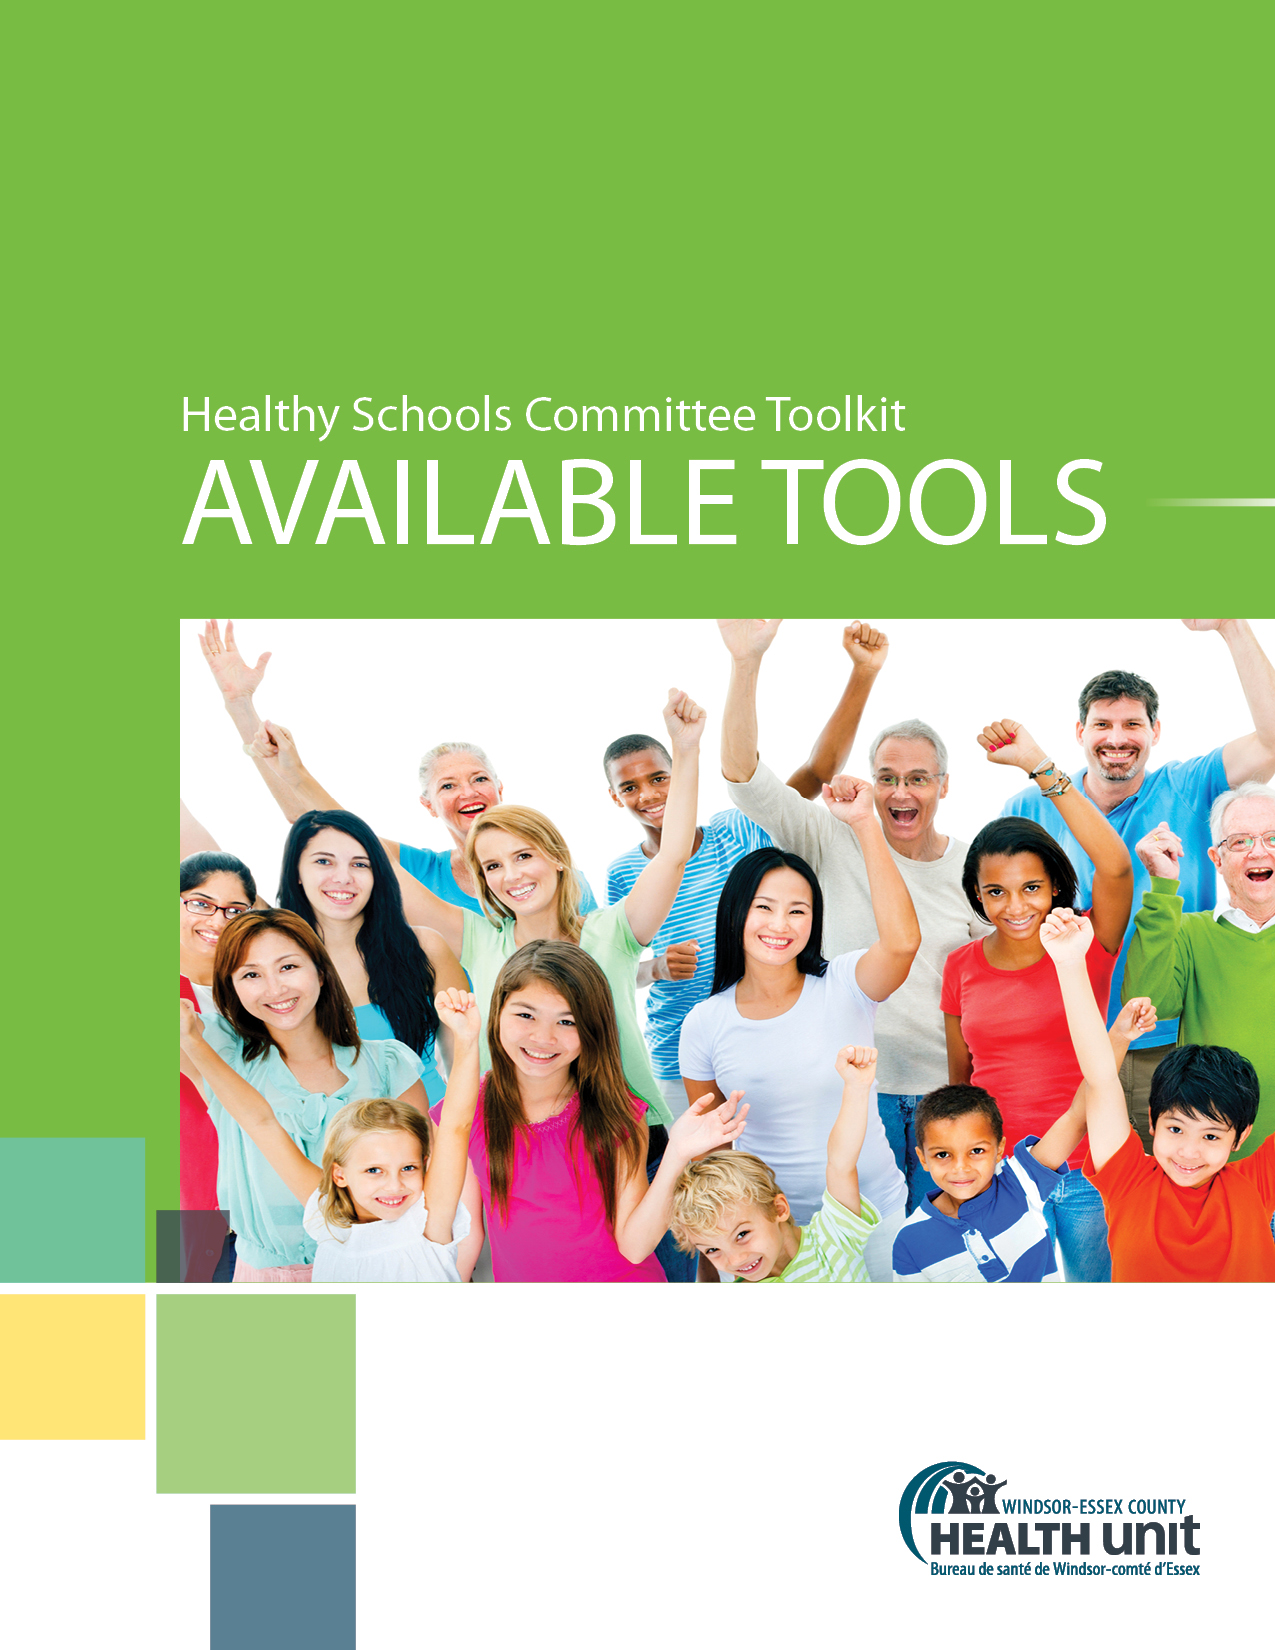 Healthy Schools Committee Toolkit
AVAILABLE TOOLS
WINDSOR-ESSEX COUNTY
HEALTH unit
Bureau de santé de Windsor-comté d'Essex